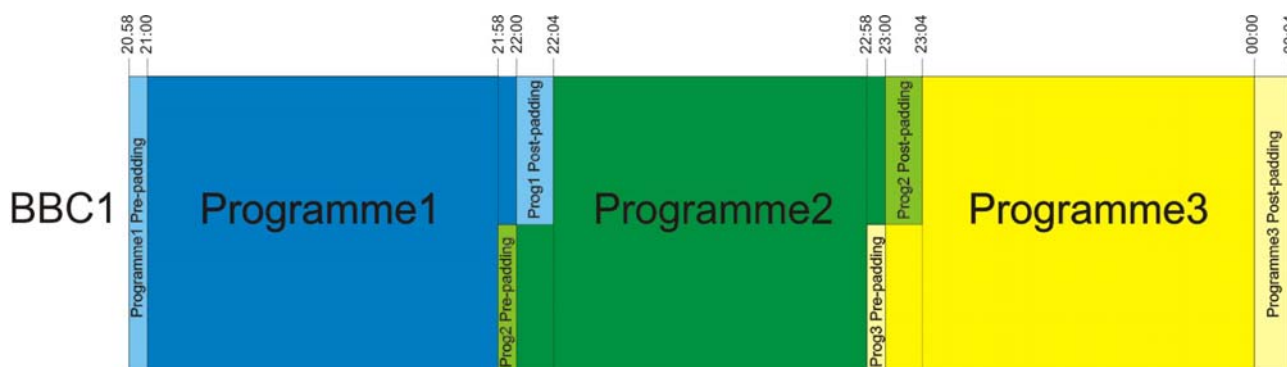 20:58
21:00
21:58
22:00
22:04
22:58
23:00
23:04
00:00
BBC1
Programme1 Pre-padding
Programme1
Prog2 Pre-padding
Prog1 Post-padding
Programme2
Prog3 Pre-padding
Prog2 Post-padding
Programme3
Programme3 Post-padding